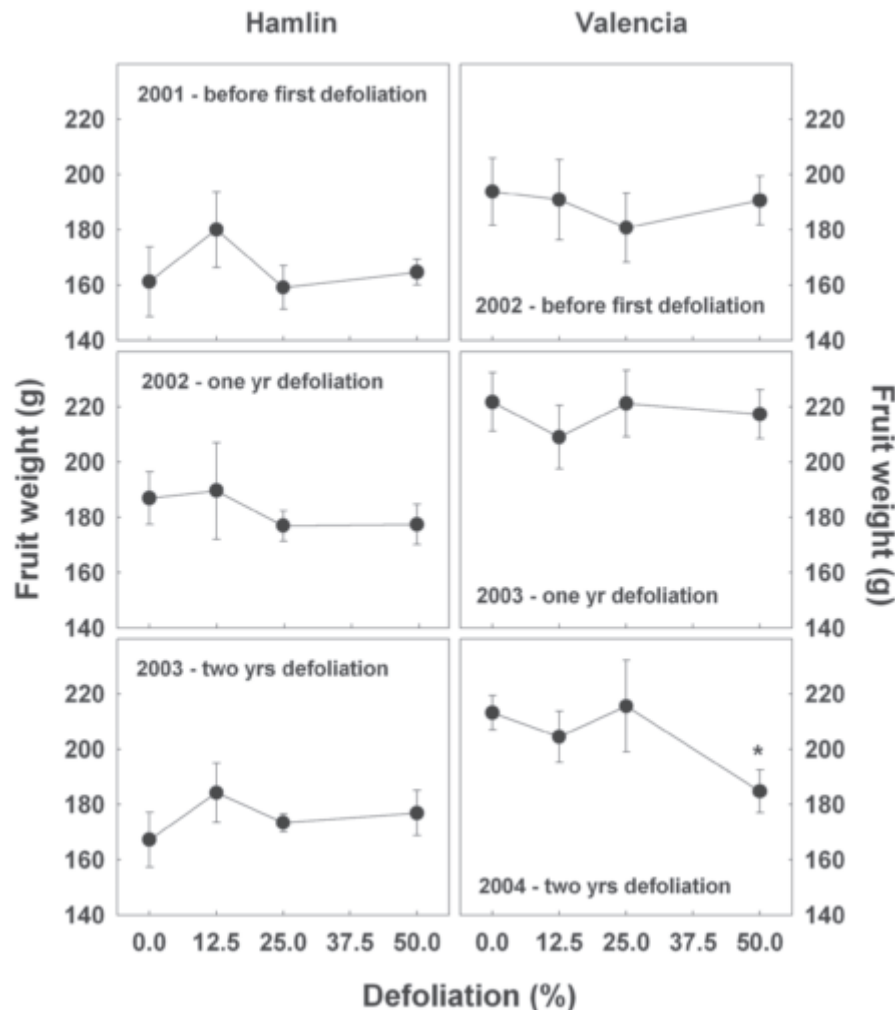 Hamlin
Valencia
2001 - before first defoliation
220
200
180
160
140
2002 - before first defoliation
220
200
180
160
140
2002 - one yr defoliation
220
200
180
160
140
2003 - one yr defoliation
220
200
180
160
140
2003 - two yrs defoliation
220
200
180
160
140
2004 - two yrs defoliation
*
220
200
180
160
140
Fruit weight (g)
Fruit weight (g)
0.0 12.5 25.0 37.5 50.0
0.0 12.5 25.0 37.5 50.0
Defoliation (%)